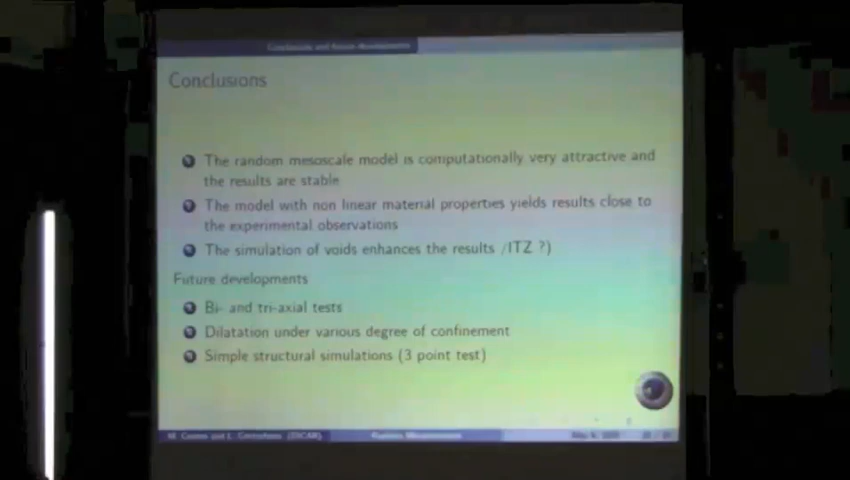 Conclusions and future developments
Conclusions
The random mesoscale model is computationally very attractive and
the results are stable
The model with non linear material properties yields results close to
the experimental observations
The simulation of voids enhances the results /ITZ ?)
Future developments
Bi- and tri-axial tests
Dilatation under various degree of confinement
Simple structural simulations (3 point test)